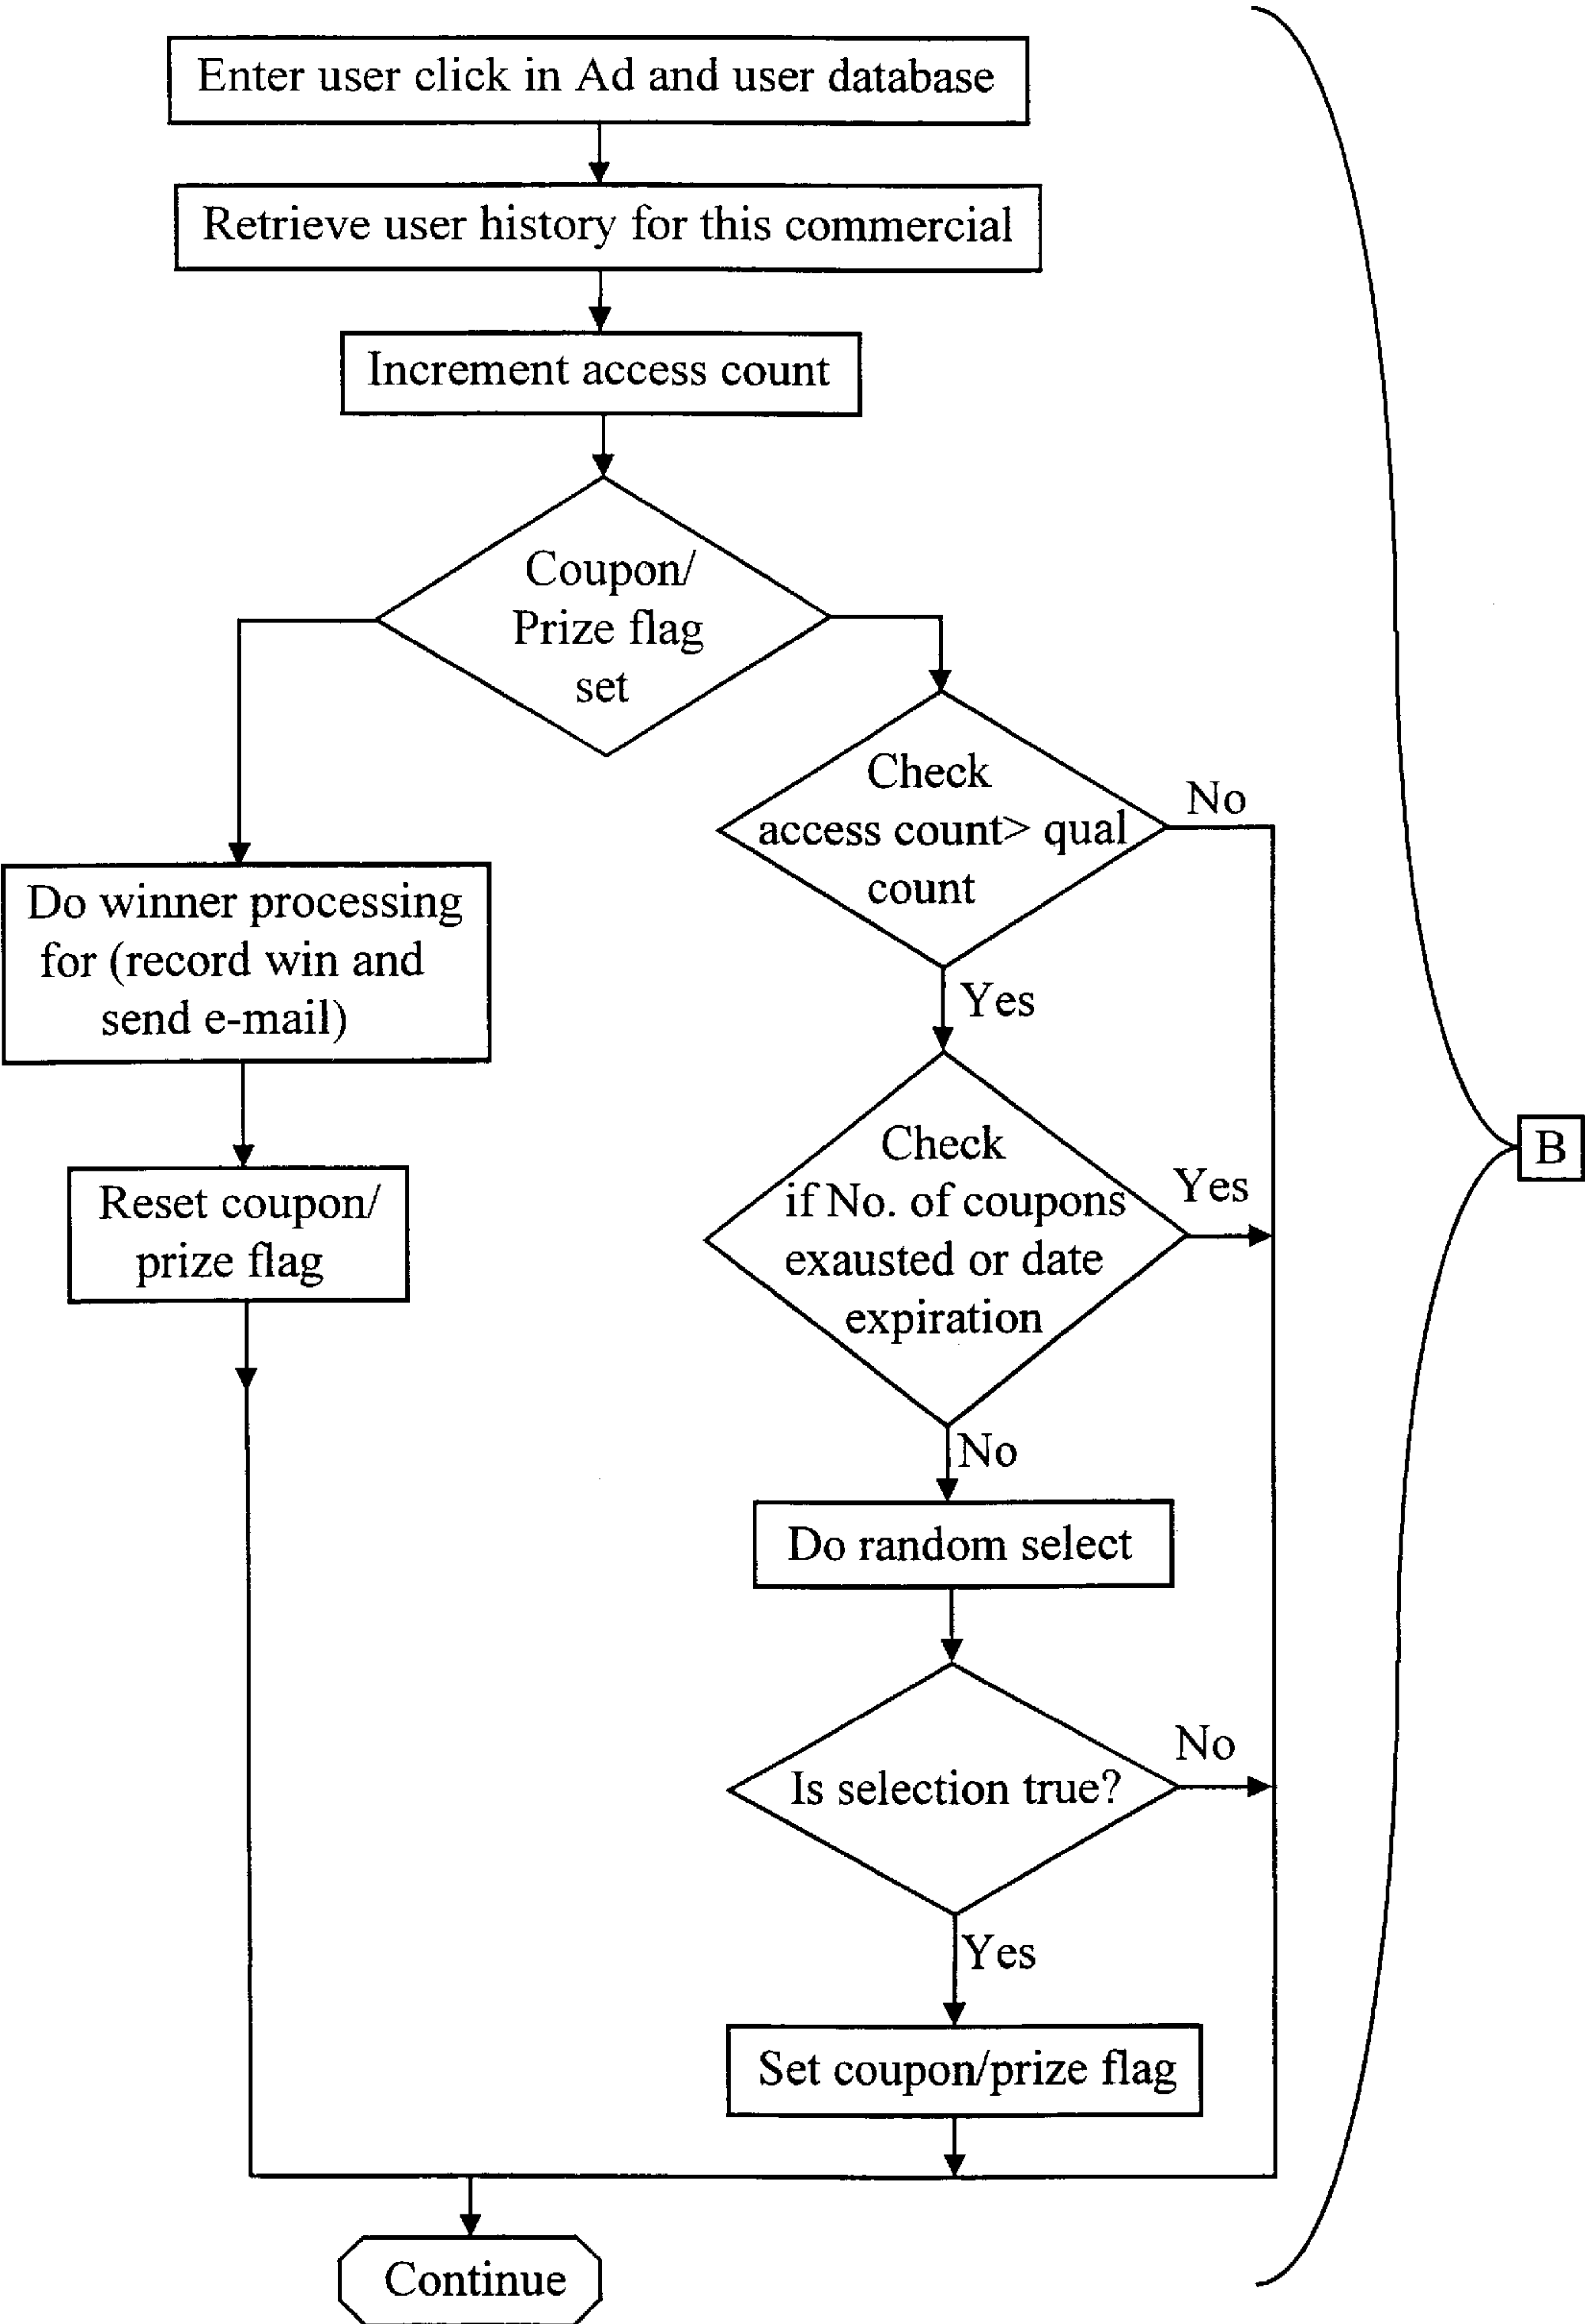 Enter user click in Ad and user database
Retrieve user history for this commercial
Increment access count
Coupon/
Prize flag
set
Check
access count> qual
count
No
Yes
Do winner processing
for (record win and
send e-mail)
Reset coupon/
prize flag
Check
if No. of coupons
exausted or date
expiration
Yes
B
No
Do random select
Is selection true?
No
Yes
Set coupon/prize flag
Continue